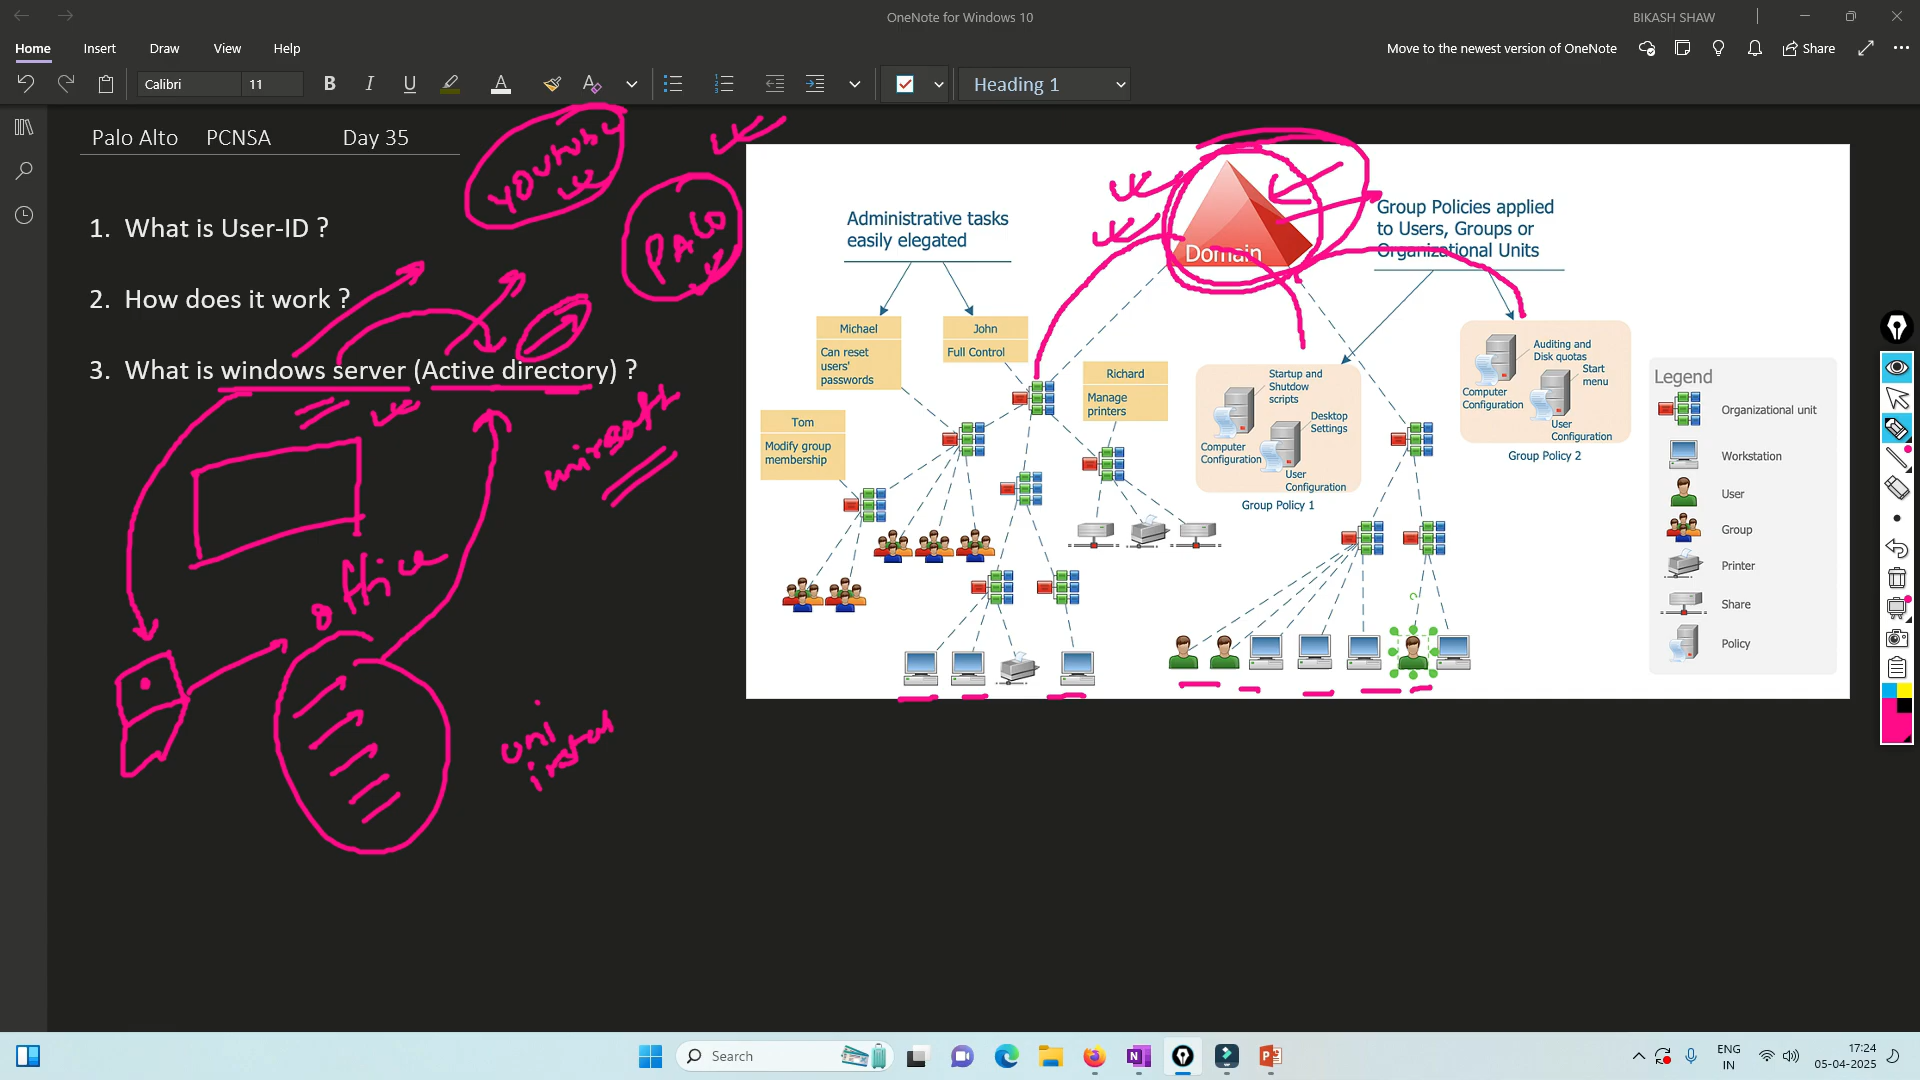 OneNote for Windows 10
BIKASH SHAW
Home Insert Draw View Help
Move to the newest version of OneNote
Share
Calibri 11 B I U A A Heading 1
Palo Alto PCNSA Day 35
YOUTUBE
PALO
1. What is User-ID ?
2. How does it work ?
3. What is windows server (Active directory) ?
office
uni
Administrative tasks
easily elegated
Domain
Group Policies applied
to Users, Groups or
Organizational Units
Michael
Can reset
users'
passwords
John
Full Control
Richard
Manage
printers
Tom
Modify group
membership
Startup and
Shutdow
scripts
Desktop
Settings
Computer
Configuration
User
Configuration
Group Policy 1
Auditing and
Disk quotas
Start
menu
Computer
Configuration
User
Configuration
Group Policy 2
Legend
Organizational unit
Workstation
User
Group
Printer
Share
Policy
Search
ENG
IN
17:24
05-04-2025